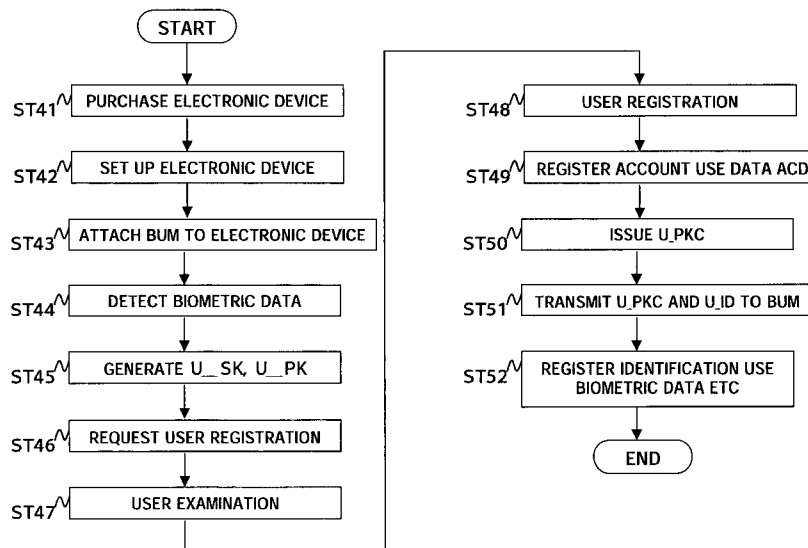 START
ST41 PURCHASE ELECTRONIC DEVICE
ST42 SET UP ELECTRONIC DEVICE
ST43 ATTACH BUM TO ELECTRONIC DEVICE
ST44 DETECT BIOMETRIC DATA
ST45 GENERATE U__SK, U__PK
ST46 REQUEST USER REGISTRATION
ST47 USER EXAMINATION
ST48 USER REGISTRATION
ST49 REGISTER ACCOUNT USE DATA ACD
ST50 ISSUE U_PKC
ST51 TRANSMIT U_PKC AND U_ID TO BUM
ST52 REGISTER IDENTIFICATION USE
BIOMETRIC DATA ETC
END